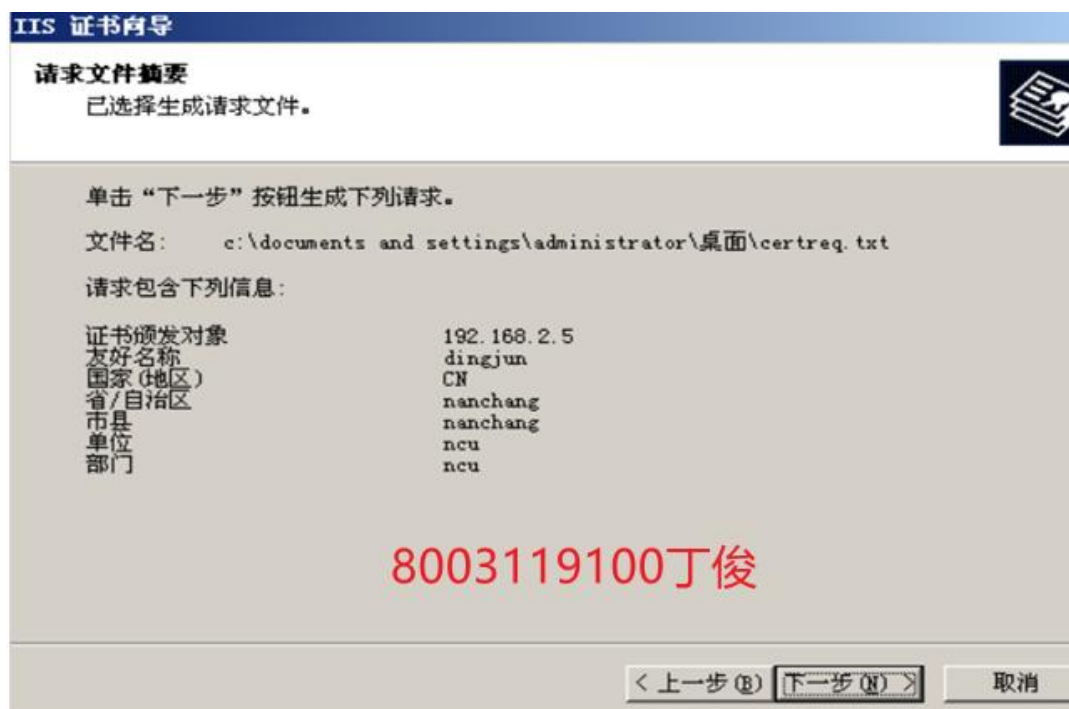 IIS 证书向导
请求文件摘要
已选择生成请求文件。
单击“下一步”按钮生成下列请求。
文件名: c:\documents and settings\administrator\桌面\certreq.txt
请求包含下列信息:
证书颁发对象 192.168.2.5
友好名称 dingjun
国家(地区) CN
省/自治区 nanchang
市县 nanchang
单位 ncu
部门 ncu
8003119100丁俊
< 上一步(B) 下一步(N) > 取消